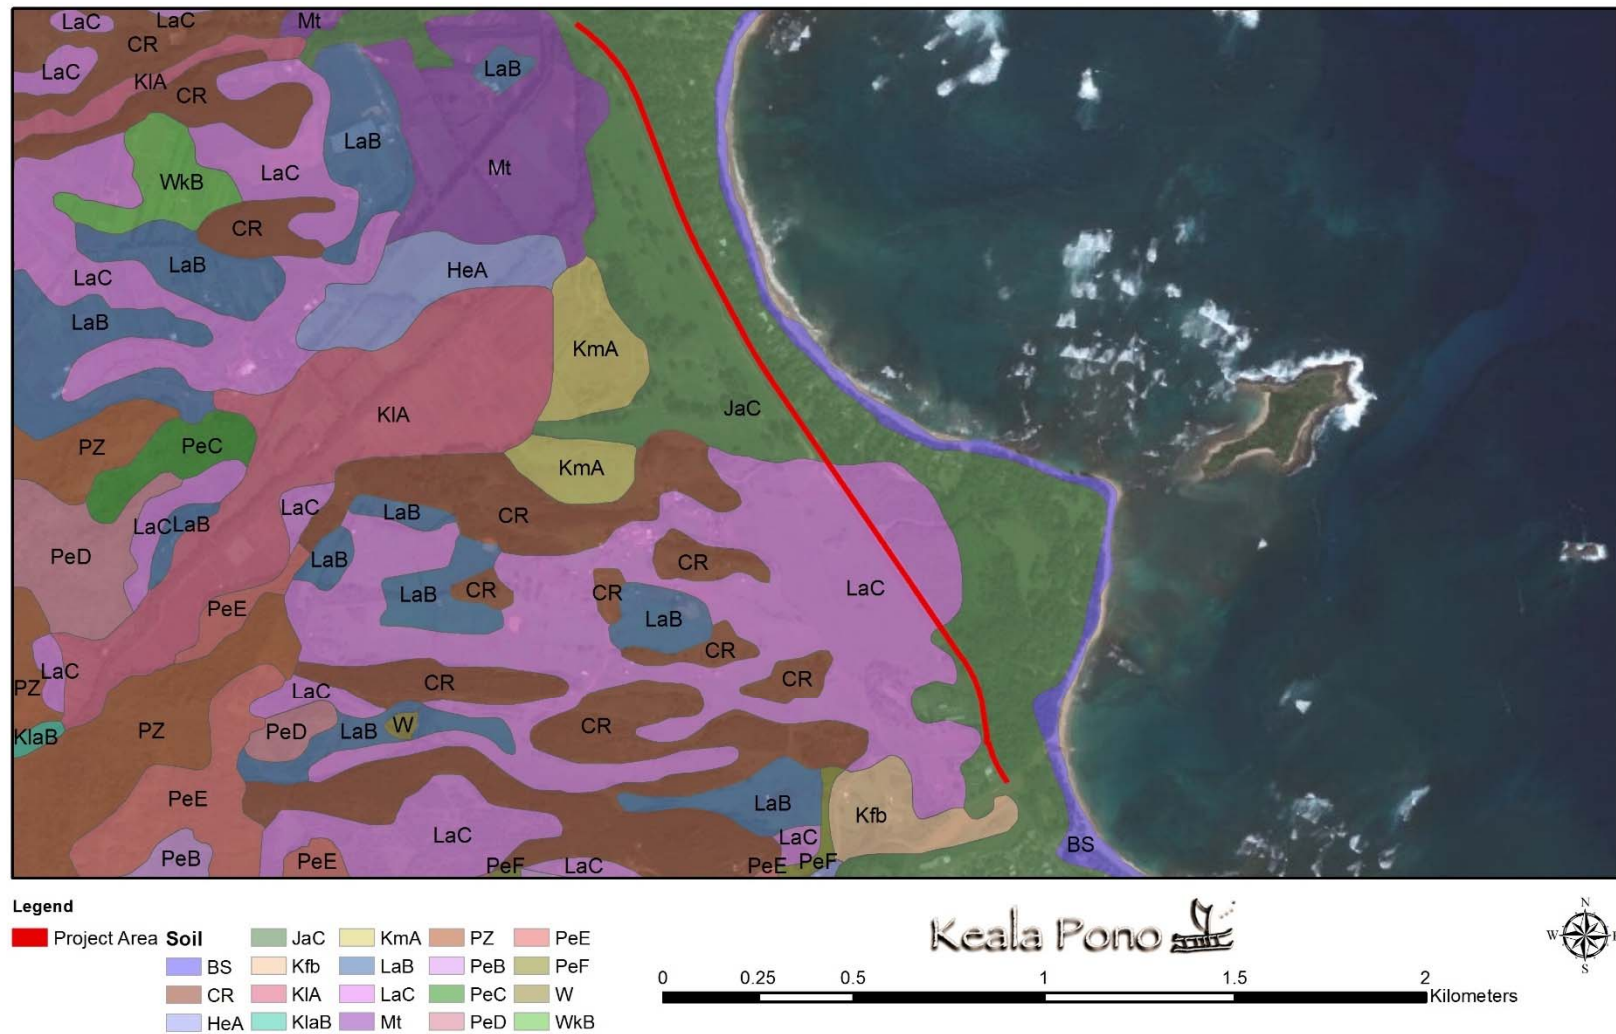 LaC LaC Mt
CR
LaC LaB
KlA CR
LaB
Mt
WkB LaC
CR
LaB HeA
LaC
LaB
KmA
JaC
KlA
PZ PeC
KmA
LaC LaB LaC LaB CR
PeD LaB CR
LaB CR CR LaC
PeE LaB
CR
LaC
PZ LaC CR CR
KlaB PZ PeD LaB W CR
PeE LaB
LaC Kfb
PeB PeE PeF LaC PeE LaC PeF BS
Legend
Project Area
Soil
BS
CR
HeA
JaC
Kfb
KlA
KlaB
KmA
LaB
LaC
Mt
PZ
PeB
PeC
PeD
PeE
PeF
W
WkB
Keala Pono
0 0.25 0.5 1 1.5 2
Kilometers
N
W E
S